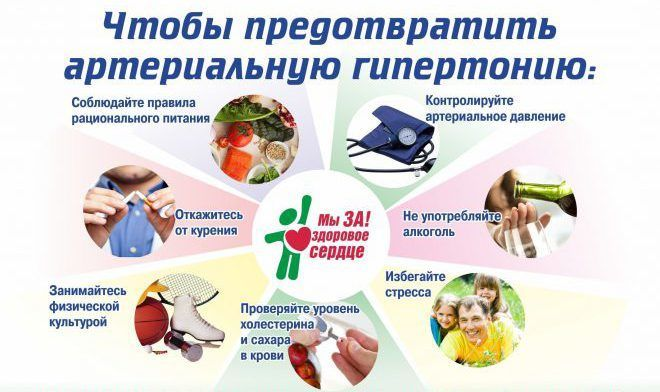 Чтобы предотвратить
артериальную гипертонию:
Соблюдайте правила
рационального питания
Контролируйте
артериальное давление
Откажитесь
от курения
Мы ЗА!
здоровое
сердце
Не употребляйте
алкоголь
Занимайтесь
физической
культурой
Проверяйте уровень
холестерина
и сахара
в крови
Избегайте
стресса